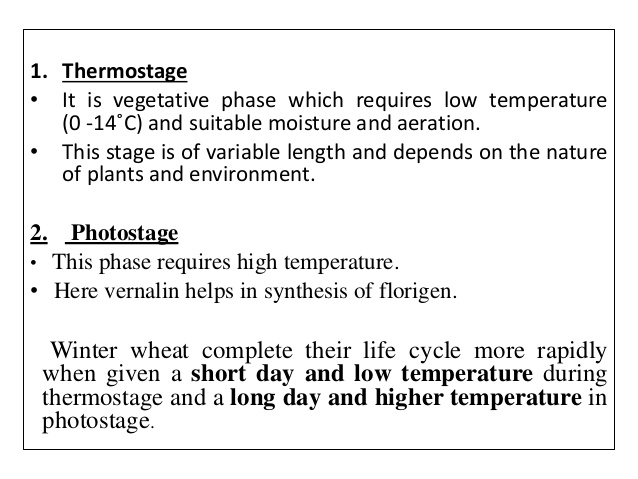 1. Thermostage
• It is vegetative phase which requires low temperature
(0 -14˚C) and suitable moisture and aeration.
• This stage is of variable length and depends on the nature
of plants and environment.
2. Photostage
• This phase requires high temperature.
• Here vernalin helps in synthesis of florigen.
Winter wheat complete their life cycle more rapidly
when given a short day and low temperature during
thermostage and a long day and higher temperature in
photostage.